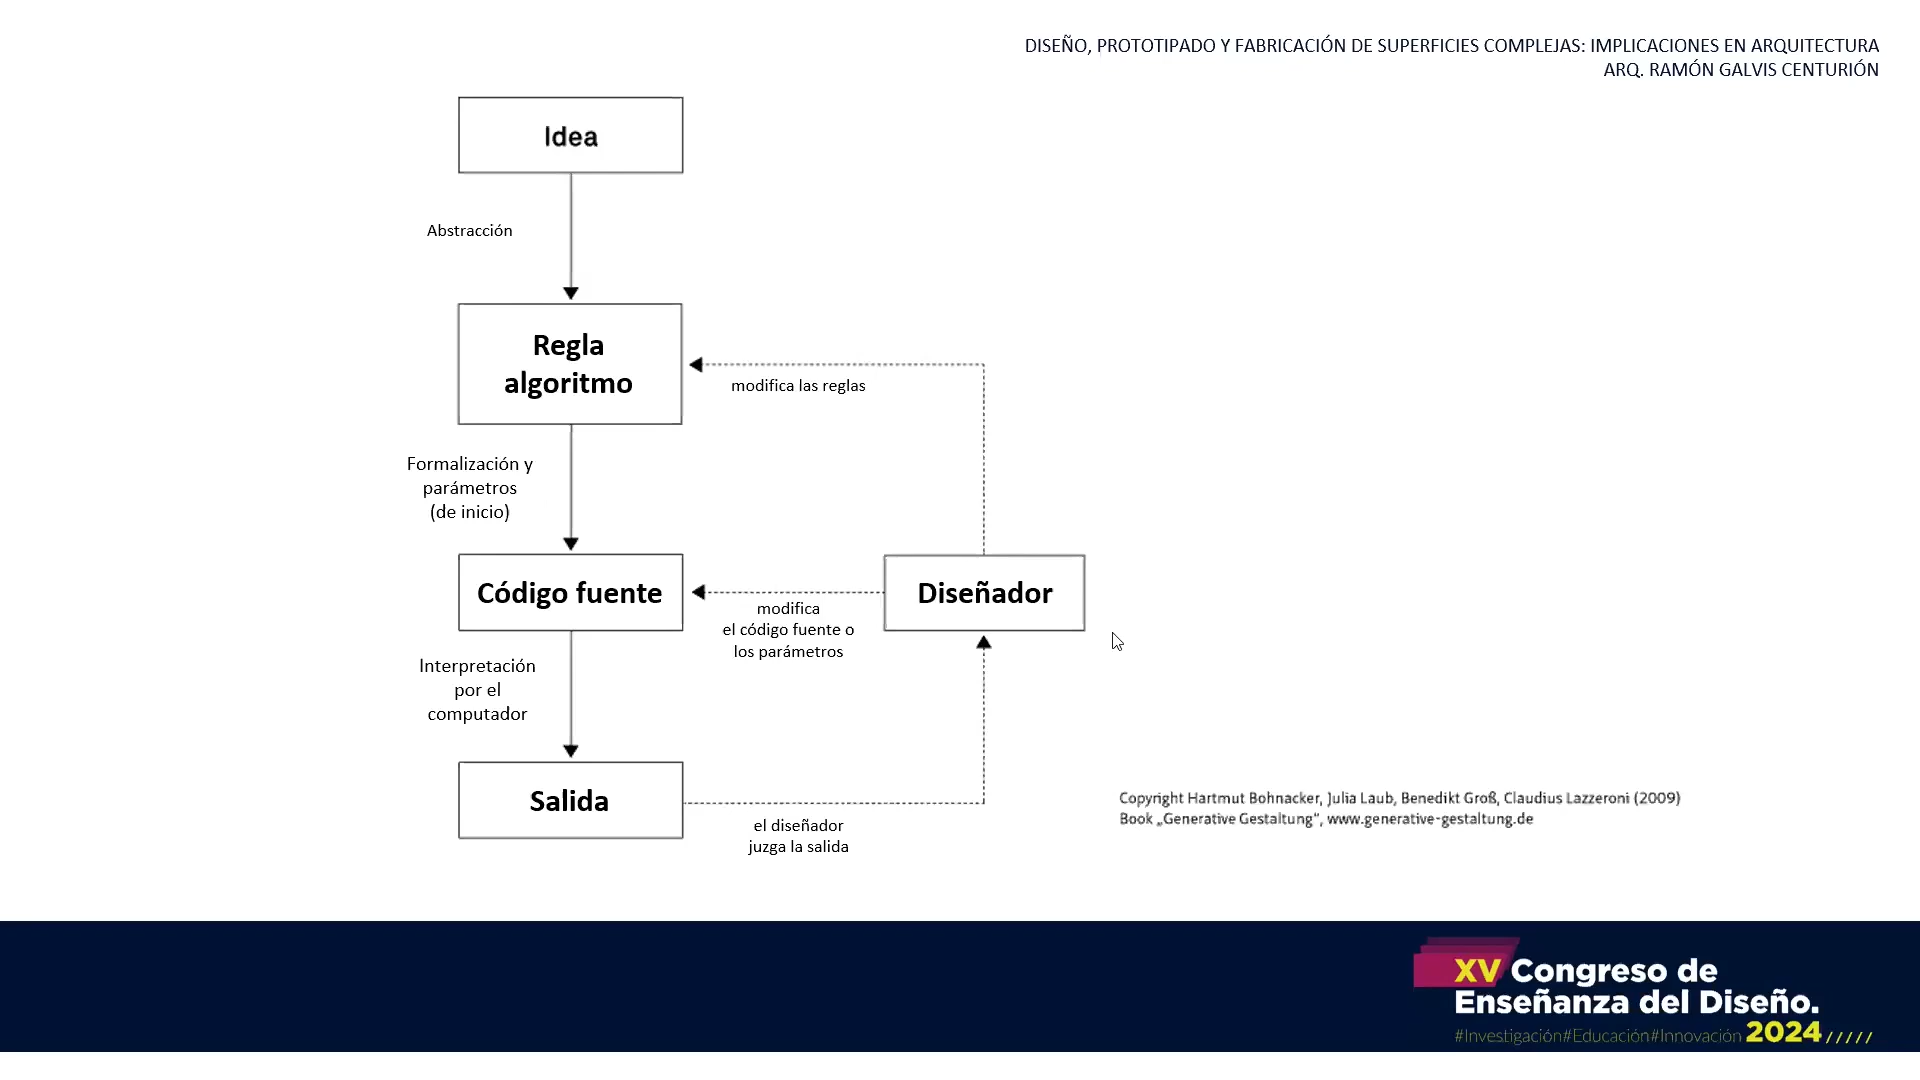 DISEÑO, PROTOTIPADO Y FABRICACIÓN DE SUPERFICIES COMPLEJAS: IMPLICACIONES EN ARQUITECTURA
ARQ. RAMÓN GALVIS CENTURIÓN
Idea
Abstracción
Regla
algoritmo
modifica las reglas
Formalización y
parámetros
(de inicio)
Código fuente
Diseñador
modifica
el código fuente o
los parámetros
Interpretación
por el
computador
Salida
el diseñador
juzga la salida
Copyright Hartmut Bohnacker, Julia Laub, Benedikt Groß, Claudius Lazzeroni (2009)
Book „Generative Gestaltung“, www.generative-gestaltung.de
XV Congreso de
Enseñanza del Diseño.
#Investigación#Educación#Innovación 2024 /////